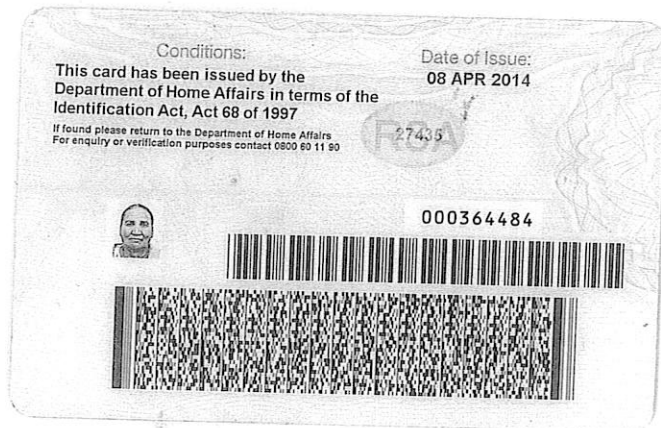 Conditions:
This card has been issued by the
Department of Home Affairs in terms of the
Identification Act, Act 68 of 1997
If found please return to the Department of Home Affairs
For enquiry or verification purposes contact 0800 60 11 90
Date of Issue:
08 APR 2014
RSA
27435
000364484